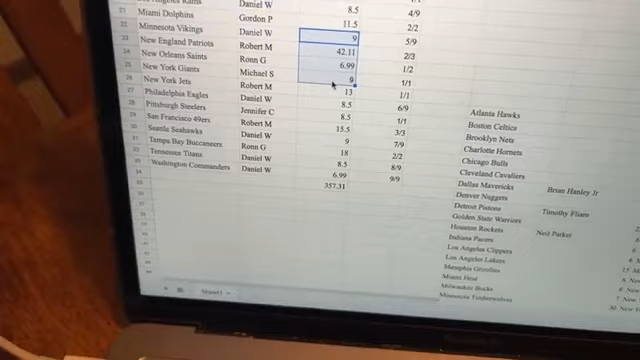 Rams Daniel W 8.5
21 Miami Dolphins Gordon P 11.5 4/9
22 Minnesota Vikings Daniel W 9 2/2
23 New England Patriots Robert M 42.11 5/9
24 New Orleans Saints Ronn G 6.99 2/3
25 New York Giants Michael S 9 1/2
26 New York Jets Robert M 13 1/1
27 Philadelphia Eagles Daniel W 8.5 1/1
28 Pittsburgh Steelers Jennifer C 8.5 6/9
29 San Francisco 49ers Robert M 15.5 1/1
30 Seattle Seahawks Daniel W 9 3/3
31 Tampa Bay Buccaneers Ronn G 18 7/9
32 Tennessee Titans Daniel W 8.5 2/2
33 Washington Commanders Daniel W 6.99 8/9
357.31 9/9
Atlanta Hawks
Boston Celtics
Brooklyn Nets
Charlotte Hornets
Chicago Bulls
Cleveland Cavaliers
Dallas Mavericks Brian Hanley Jr
Denver Nuggets
Detroit Pistons Timothy Fliare
Golden State Warriors
Houston Rockets Neil Parker
Indiana Pacers
Los Angeles Clippers
Los Angeles Lakers
Memphis Grizzlies
Miami Heat
Milwaukee Bucks
Minnesota Timberwolves
Sheet1